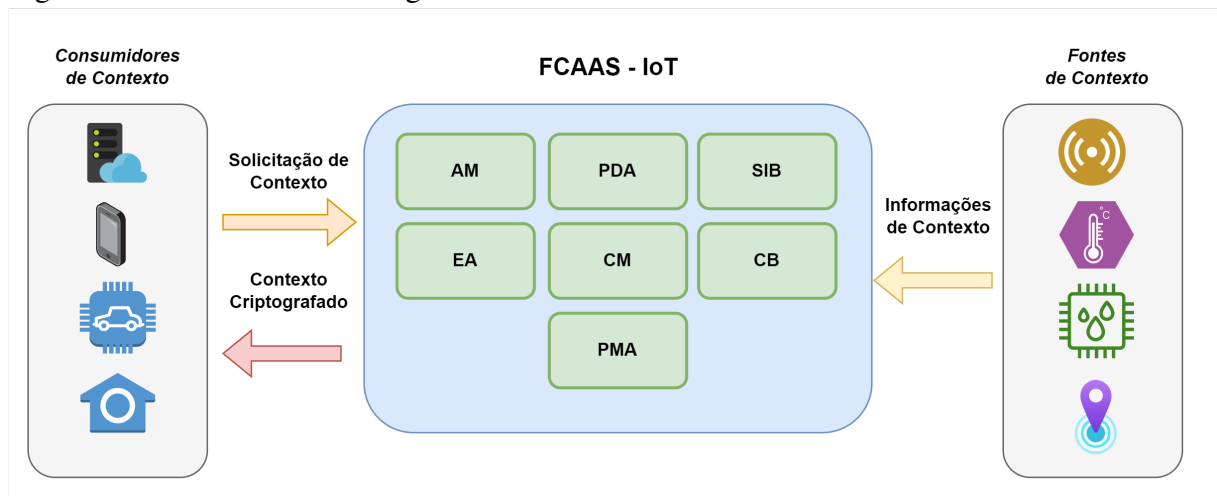 Consumidores
de Contexto
FCAAS - IoT
Fontes
de Contexto
Solicitação de
Contexto
AM
PDA
SIB
Informações
de Contexto
EA
CM
CB
Contexto
Criptografado
PMA
°C